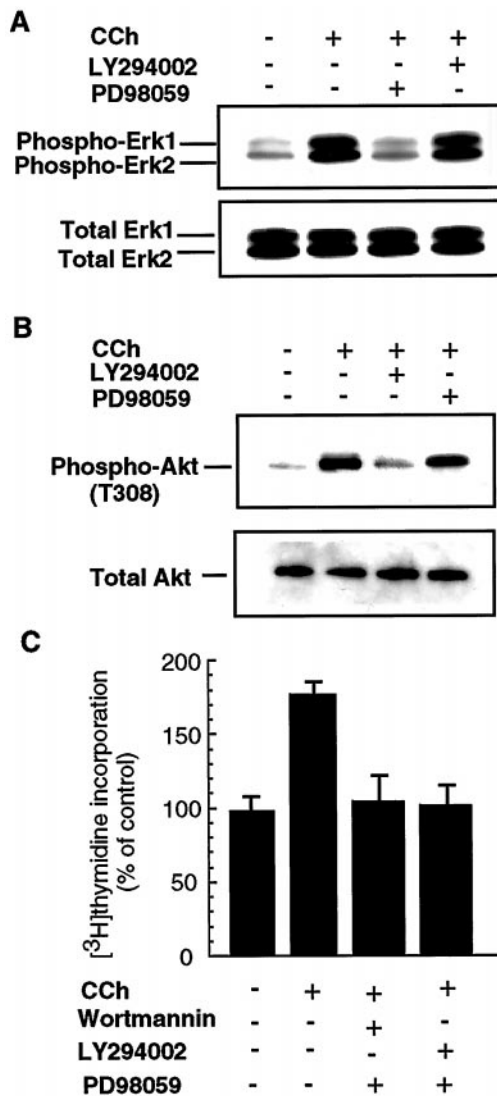 A
CCh - + + +
LY294002 - - - +
PD98059 - - + -
Phospho-Erk1
Phospho-Erk2
Total Erk1
Total Erk2
B
CCh - + + +
LY294002 - - + -
PD98059 - - - +
Phospho-Akt
(T308)
Total Akt
C
[³H]thymidine incorporation
(% of control)
200
150
100
50
0
CCh - + + +
Wortmannin - - + -
LY294002 - - - +
PD98059 - - + +